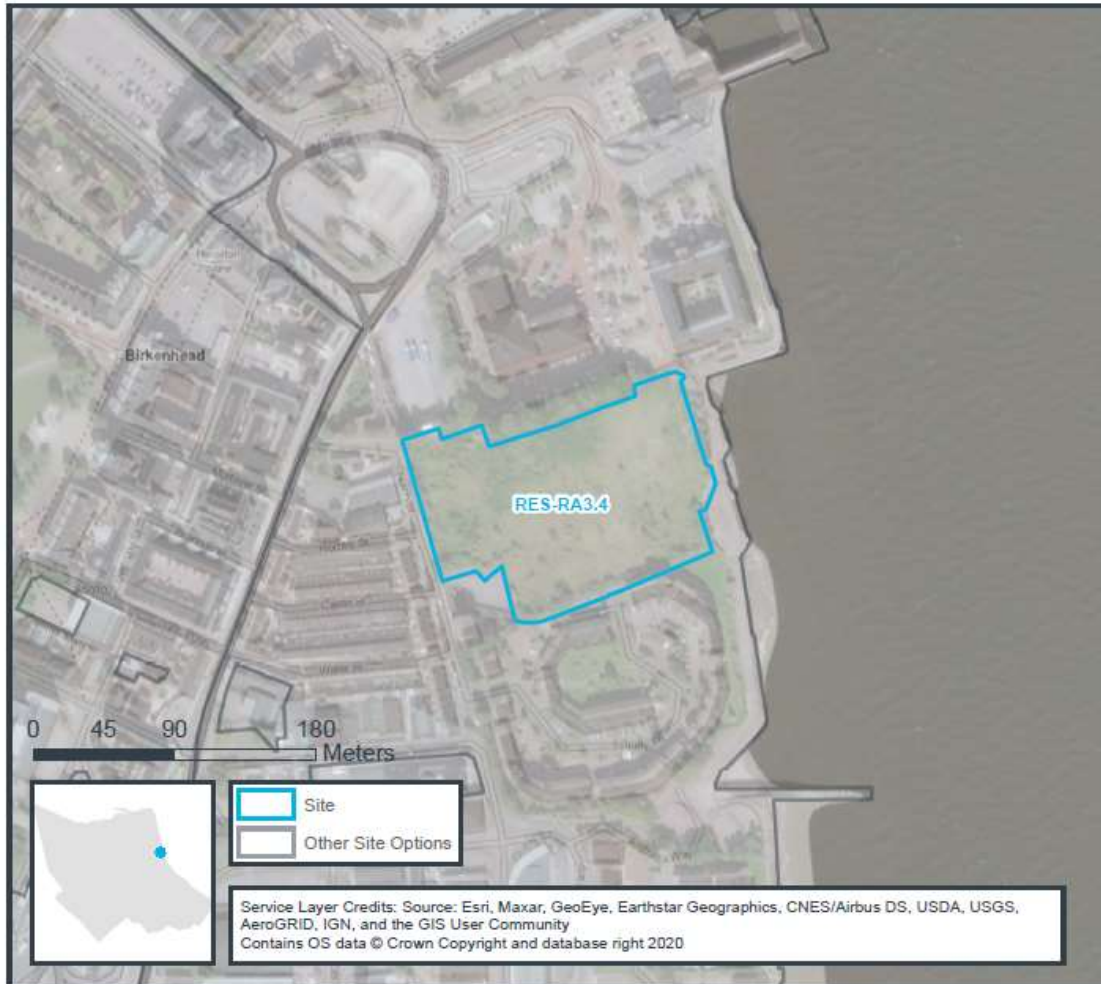 Birkenhead
RES-RA3.4
0 45 90 180
Meters
Site
Other Site Options
Service Layer Credits: Source: Esri, Maxar, GeoEye, Earthstar Geographics, CNES/Airbus DS, USDA, USGS,
AeroGRID, IGN, and the GIS User Community
Contains OS data © Crown Copyright and database right 2020